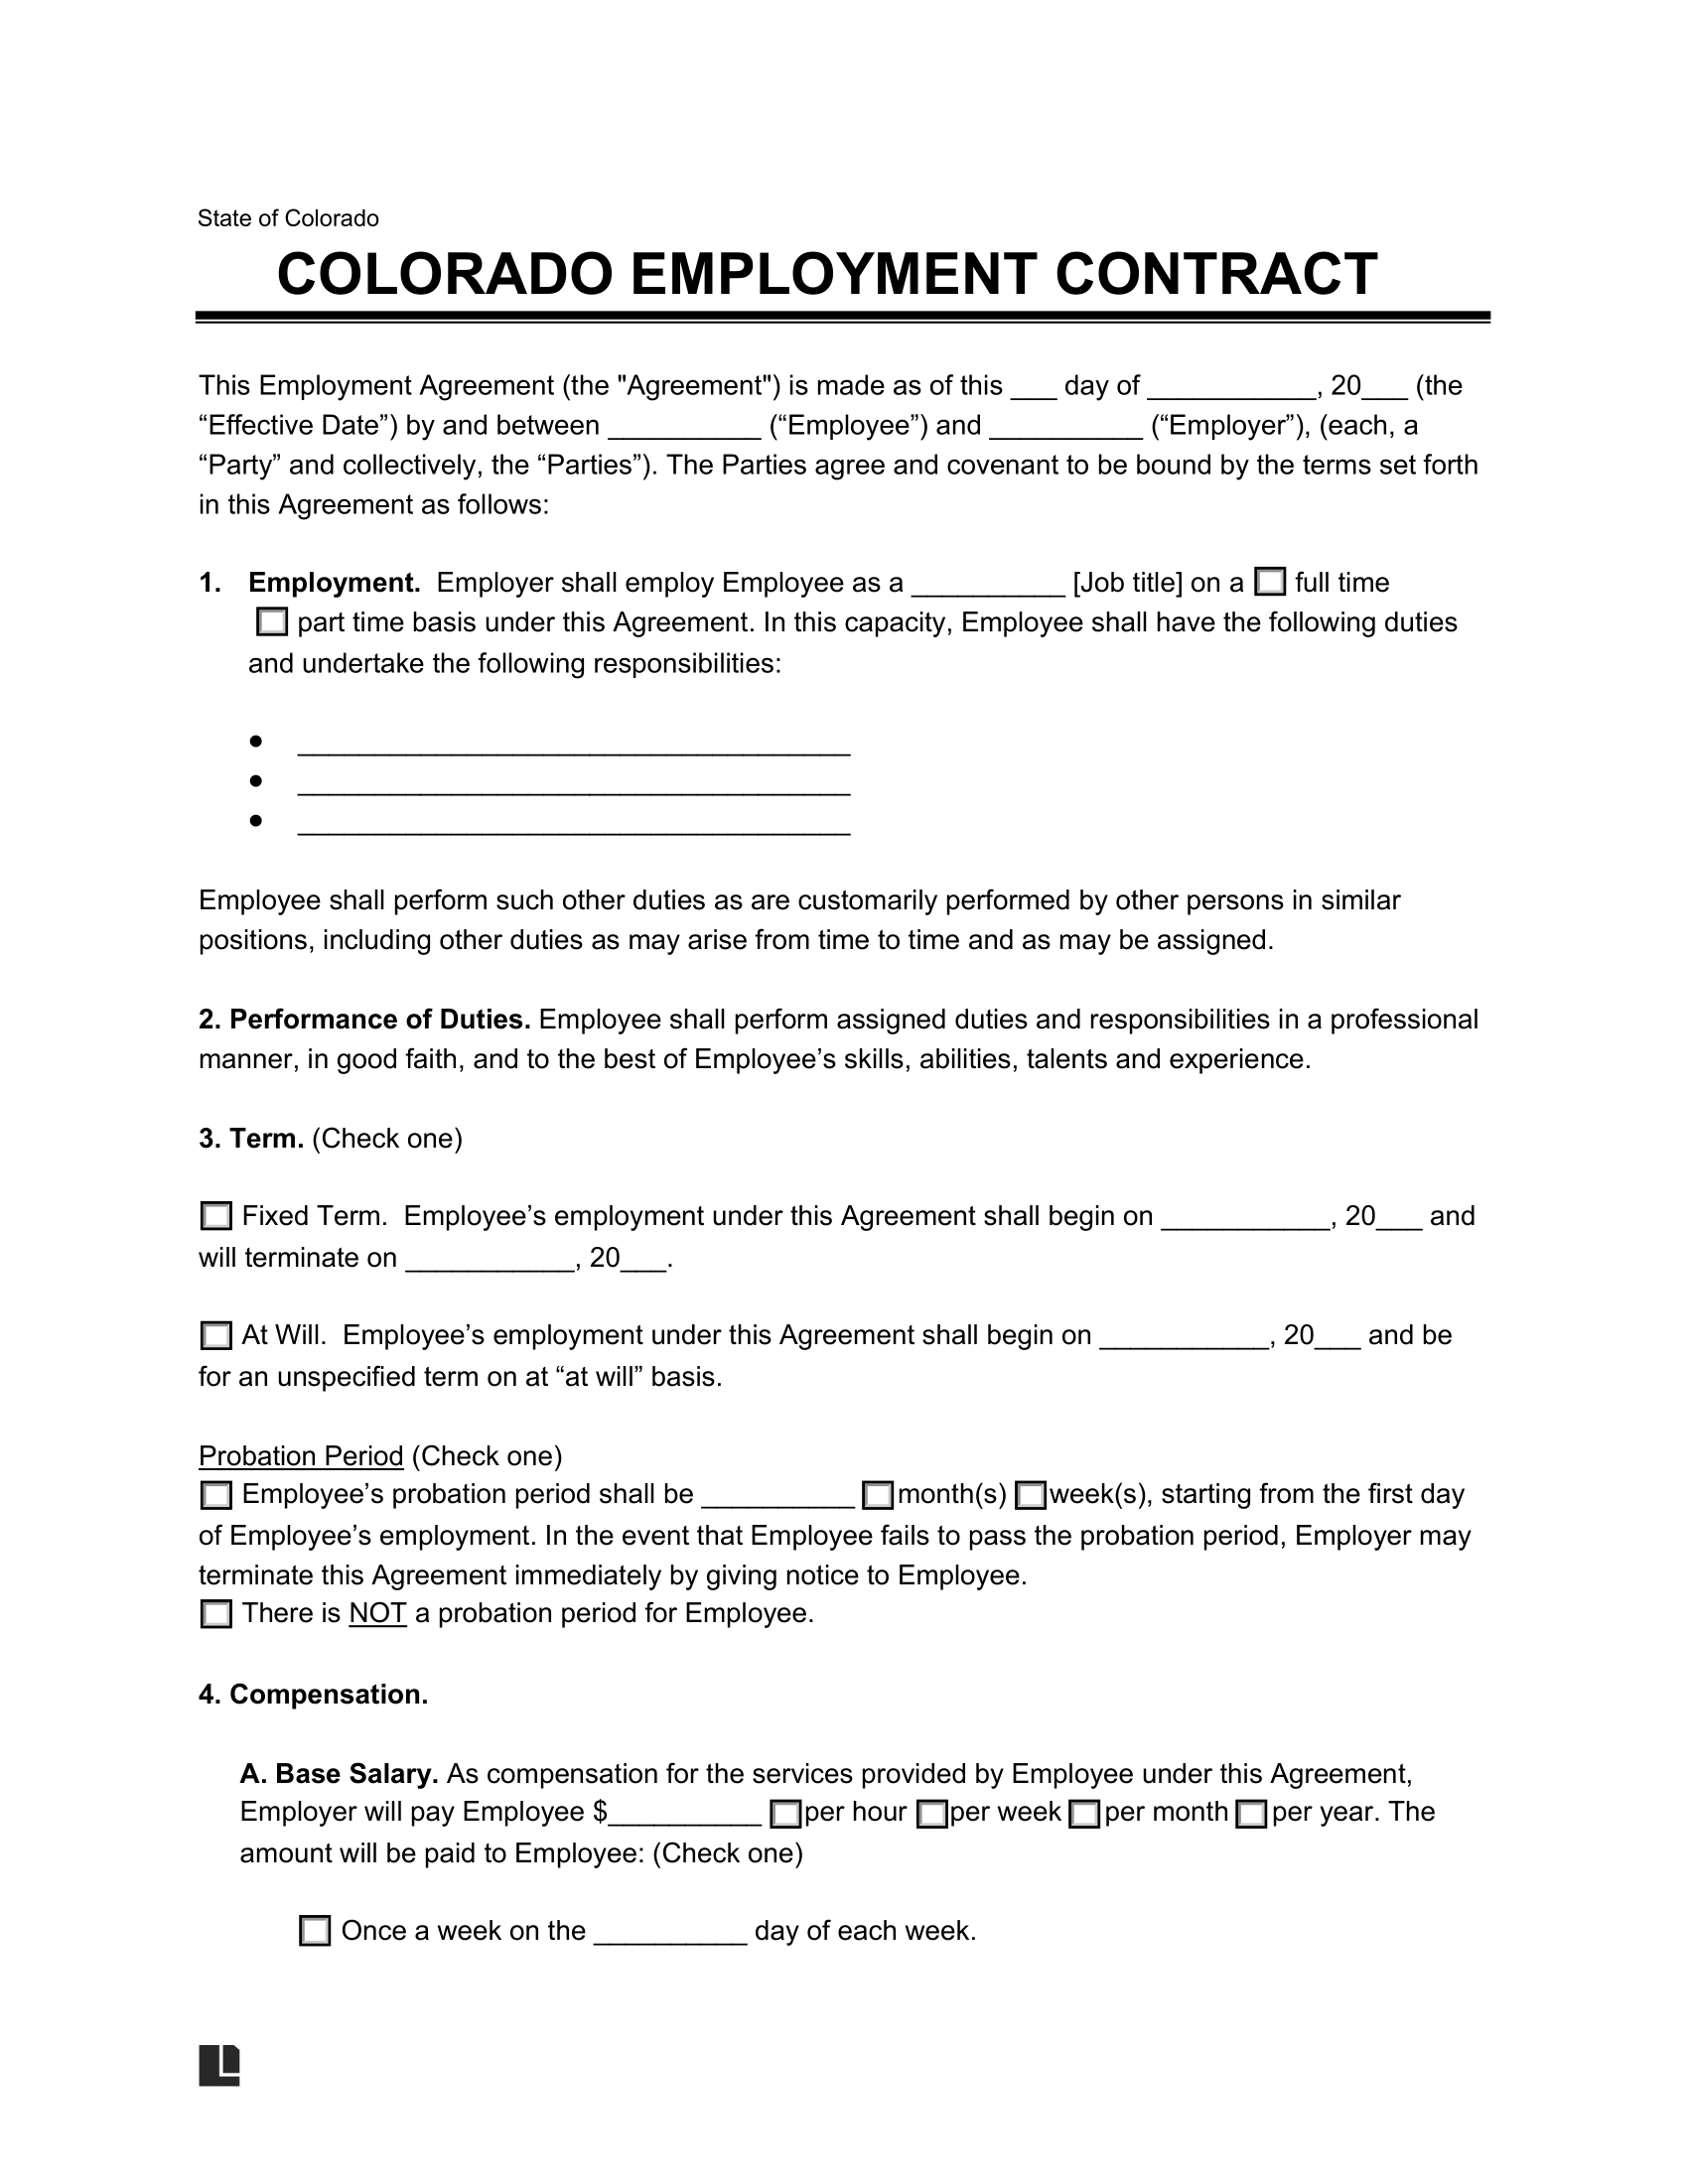 State of Colorado
COLORADO EMPLOYMENT CONTRACT
This Employment Agreement (the "Agreement") is made as of this ___ day of ___________, 20___ (the
“Effective Date”) by and between __________ (“Employee”) and __________ (“Employer”), (each, a
“Party” and collectively, the “Parties”). The Parties agree and covenant to be bound by the terms set forth
in this Agreement as follows:
1. Employment. Employer shall employ Employee as a __________ [Job title] on a ☐ full time
☐ part time basis under this Agreement. In this capacity, Employee shall have the following duties
and undertake the following responsibilities:
● ____________________________________
● ____________________________________
● ____________________________________
Employee shall perform such other duties as are customarily performed by other persons in similar
positions, including other duties as may arise from time to time and as may be assigned.
2. Performance of Duties. Employee shall perform assigned duties and responsibilities in a professional
manner, in good faith, and to the best of Employee’s skills, abilities, talents and experience.
3. Term. (Check one)
☐ Fixed Term. Employee’s employment under this Agreement shall begin on ___________, 20___ and
will terminate on ___________, 20___.
☐ At Will. Employee’s employment under this Agreement shall begin on ___________, 20___ and be
for an unspecified term on at “at will” basis.
Probation Period (Check one)
☐ Employee’s probation period shall be __________ ☐ month(s) ☐ week(s), starting from the first day
of Employee’s employment. In the event that Employee fails to pass the probation period, Employer may
terminate this Agreement immediately by giving notice to Employee.
☐ There is NOT a probation period for Employee.
4. Compensation.
A. Base Salary. As compensation for the services provided by Employee under this Agreement,
Employer will pay Employee $__________ ☐ per hour ☐ per week ☐ per month ☐ per year. The
amount will be paid to Employee: (Check one)
☐ Once a week on the __________ day of each week.